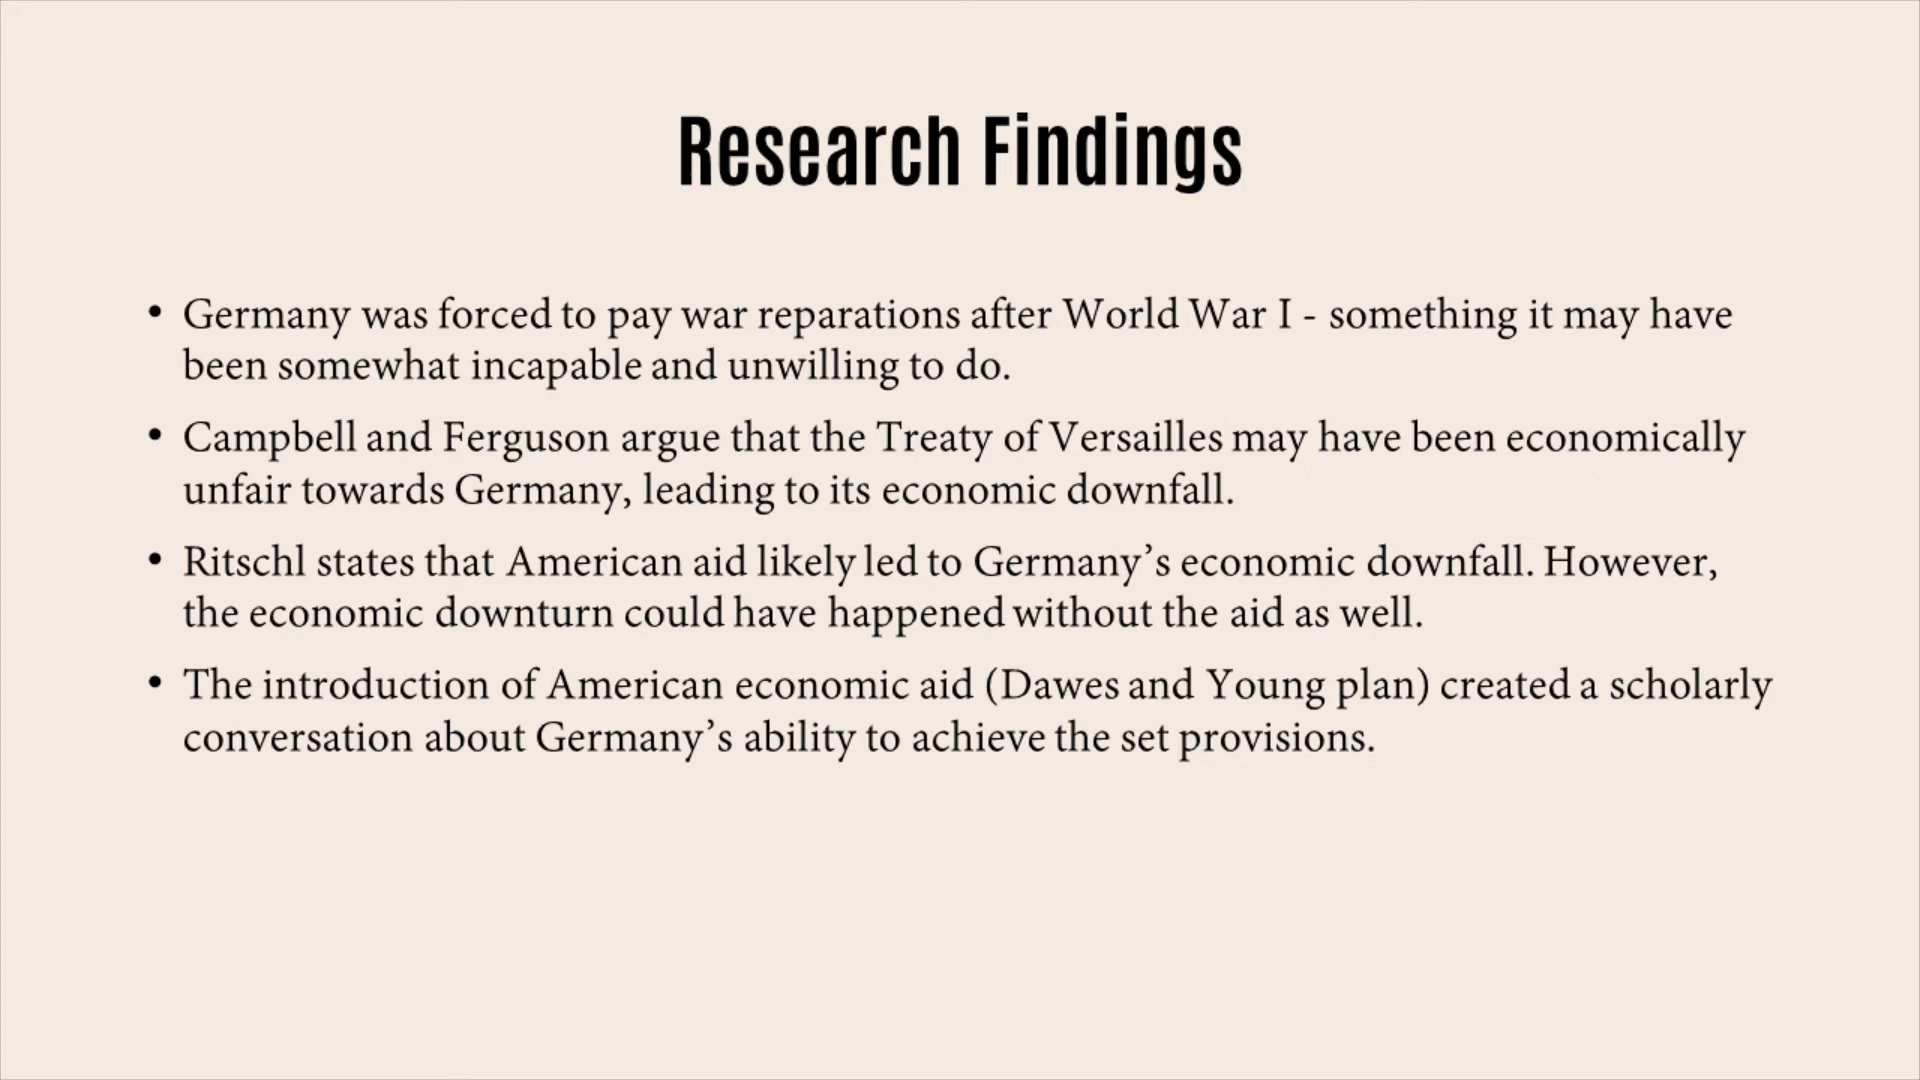 Research Findings
• Germany was forced to pay war reparations after World War I - something it may have
been somewhat incapable and unwilling to do.
• Campbell and Ferguson argue that the Treaty of Versailles may have been economically
unfair towards Germany, leading to its economic downfall.
• Ritschl states that American aid likely led to Germany’s economic downfall. However,
the economic downturn could have happened without the aid as well.
• The introduction of American economic aid (Dawes and Young plan) created a scholarly
conversation about Germany’s ability to achieve the set provisions.